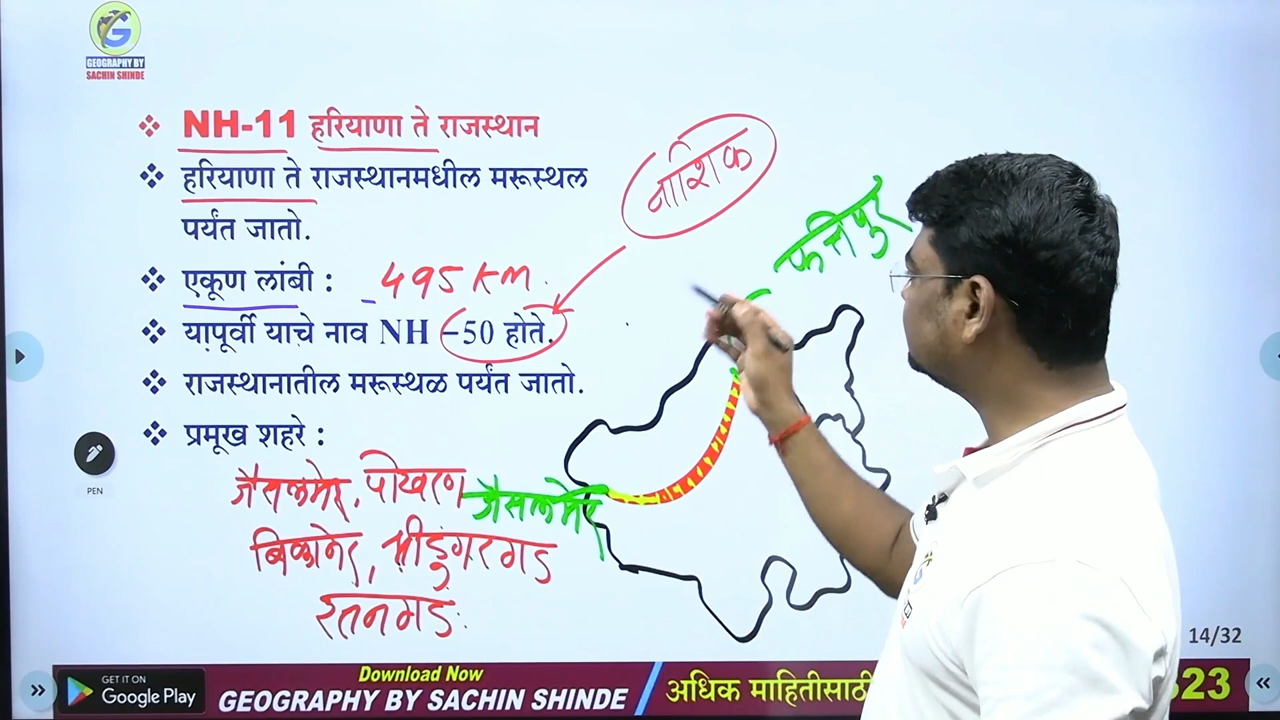 G
GEOGRAPHY BY
SACHIN SHINDE
❖ NH-11 हरियाणा ते राजस्थान
❖ हरियाणा ते राजस्थानमधील मरूस्थल
पर्यंत जातो.
❖ एकूण लांबी : 495 KM.
❖ यापूर्वी याचे नाव NH -50 होते.
❖ राजस्थानातील मरूस्थळ पर्यंत जातो.
❖ प्रमूख शहरे :
जैसलमेर, पोखरण
बिकानेर, श्रीडुंगरगड
रतनगड.
नाशिक
फत्तेपुर
जैसलमेर
PEN
14/32
GET IT ON
Google Play
Download Now
GEOGRAPHY BY SACHIN SHINDE
अधिक माहितीसाठी
323